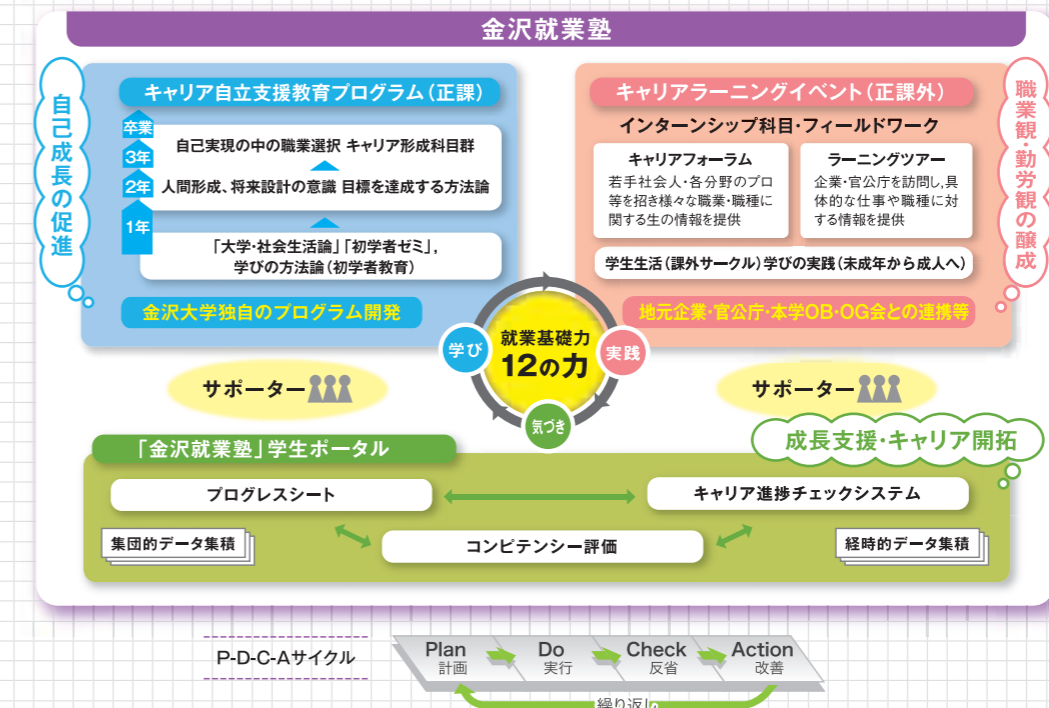 金沢就業塾
自己成長の促進
キャリア自立支援教育プログラム(正課)
卒業
3年
2年
1年
自己実現の中の職業選択 キャリア形成科目群
人間形成、将来設計の意識 目標を達成する方法論
「大学・社会生活論」「初学者ゼミ」,
学びの方法論(初学者教育)
金沢大学独自のプログラム開発
職業観・勤労観の醸成
キャリアラーニングイベント(正課外)
インターンシップ科目・フィールドワーク
キャリアフォーラム
若手社会人・各分野のプロ
等を招き様々な職業・職種に
関する生の情報を提供
ラーニングツアー
企業・官公庁を訪問し,具
体的な仕事や職種に対
する情報を提供
学生生活(課外サークル)学びの実践(未成年から成人へ)
地元企業・官公庁・本学OB・OG会との連携等
学び
就業基礎力
12の力
実践
気づき
サポーター
サポーター
成長支援・キャリア開拓
「金沢就業塾」学生ポータル
プログレスシート
キャリア進捗チェックシステム
集団的データ集積
コンピテンシー評価
経時的データ集積
P-D-C-Aサイクル
Plan
計画
Do
実行
Check
反省
Action
改善
繰り返し